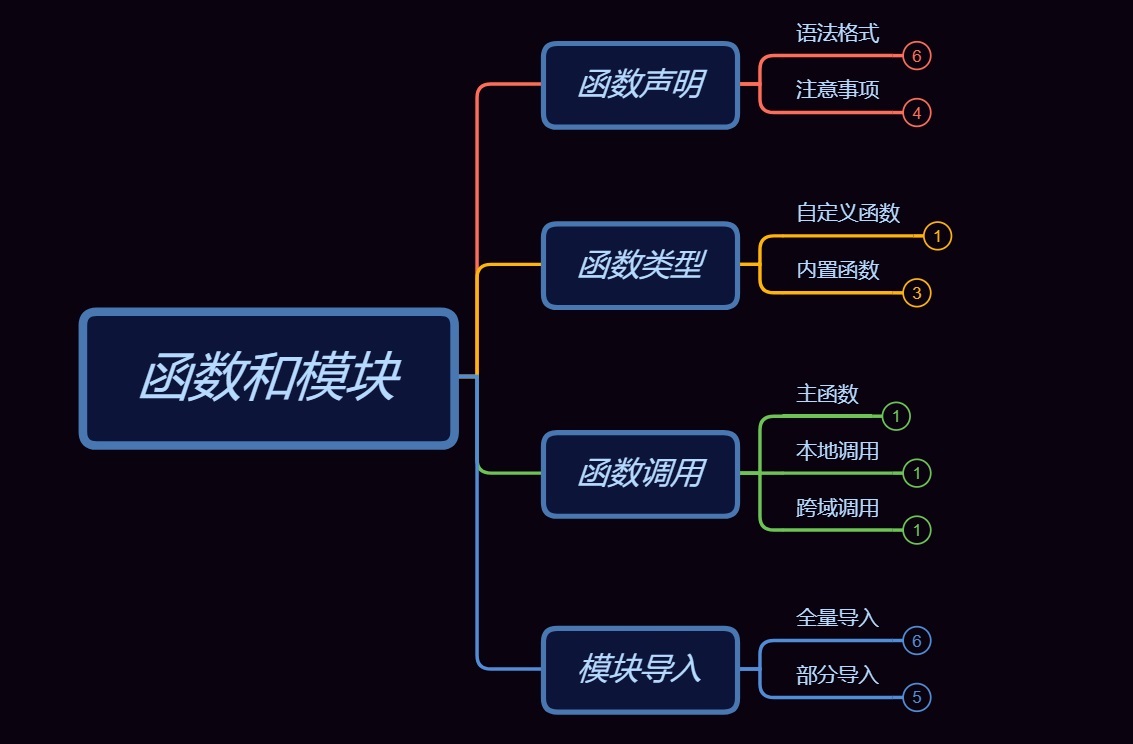 函数和模块
函数声明
语法格式
6
注意事项
4
函数类型
自定义函数
1
内置函数
3
函数调用
主函数
1
本地调用
1
跨域调用
1
模块导入
全量导入
6
部分导入
5